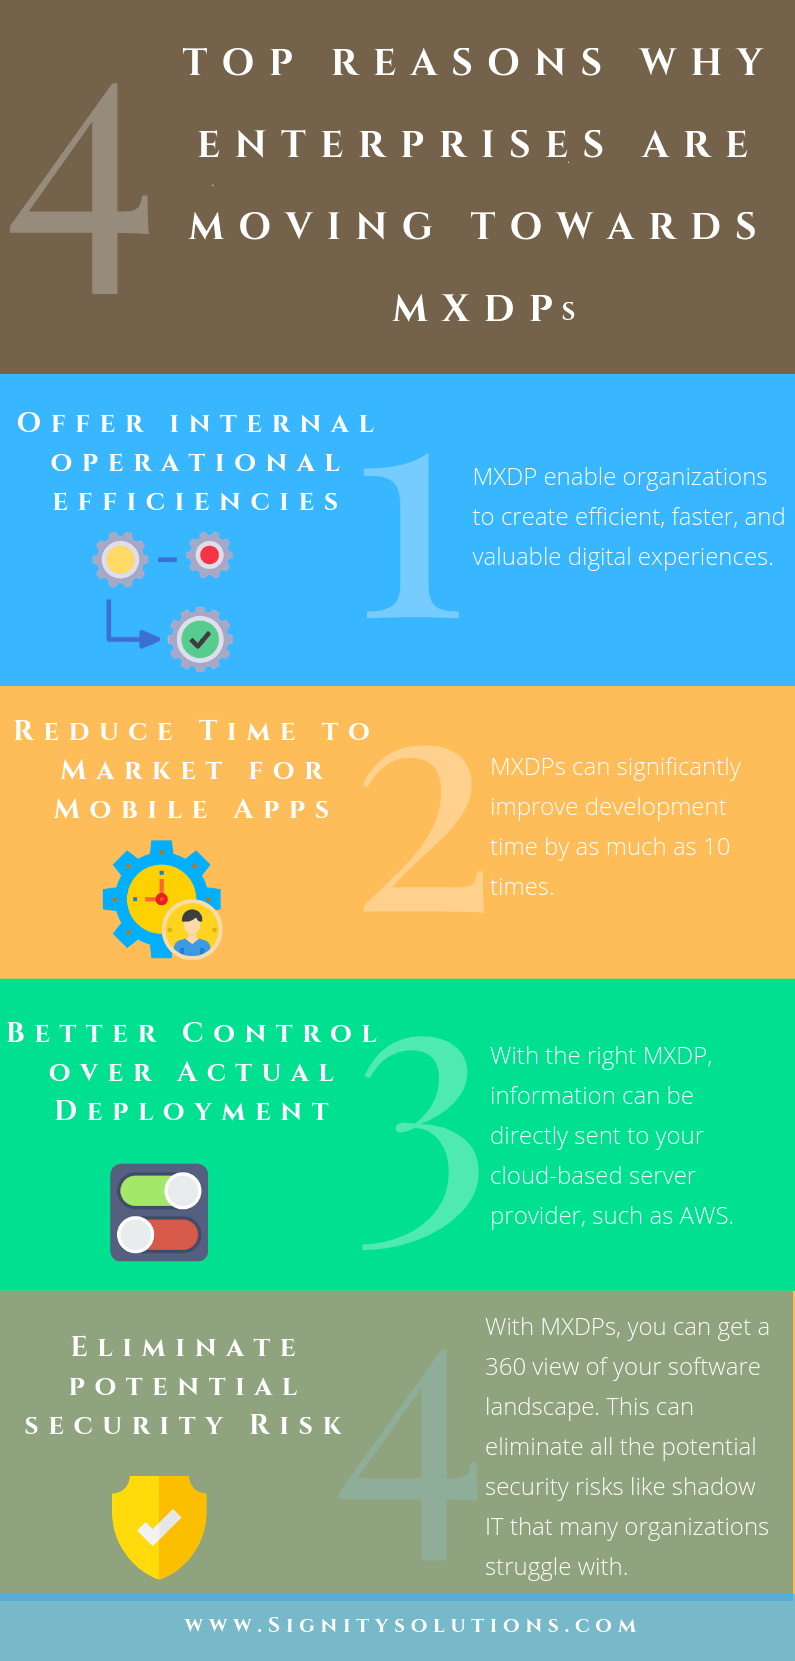 4
TOP REASONS WHY
ENTERPRISES ARE
MOVING TOWARDS
MXDPs
OFFER INTERNAL
OPERATIONAL
EFFICIENCIES
1
MXDP enable organizations
to create efficient, faster, and
valuable digital experiences.
REDUCE TIME TO
MARKET FOR
MOBILE APPS
2
MXDPs can significantly
improve development
time by as much as 10
times.
BETTER CONTROL
OVER ACTUAL
DEPLOYMENT
3
With the right MXDP,
information can be
directly sent to your
cloud-based server
provider, such as AWS.
ELIMINATE
POTENTIAL
SECURITY RISK
4
With MXDPs, you can get a
360 view of your software
landscape. This can
eliminate all the potential
security risks like shadow
IT that many organizations
struggle with.
www.Signitysolutions.com